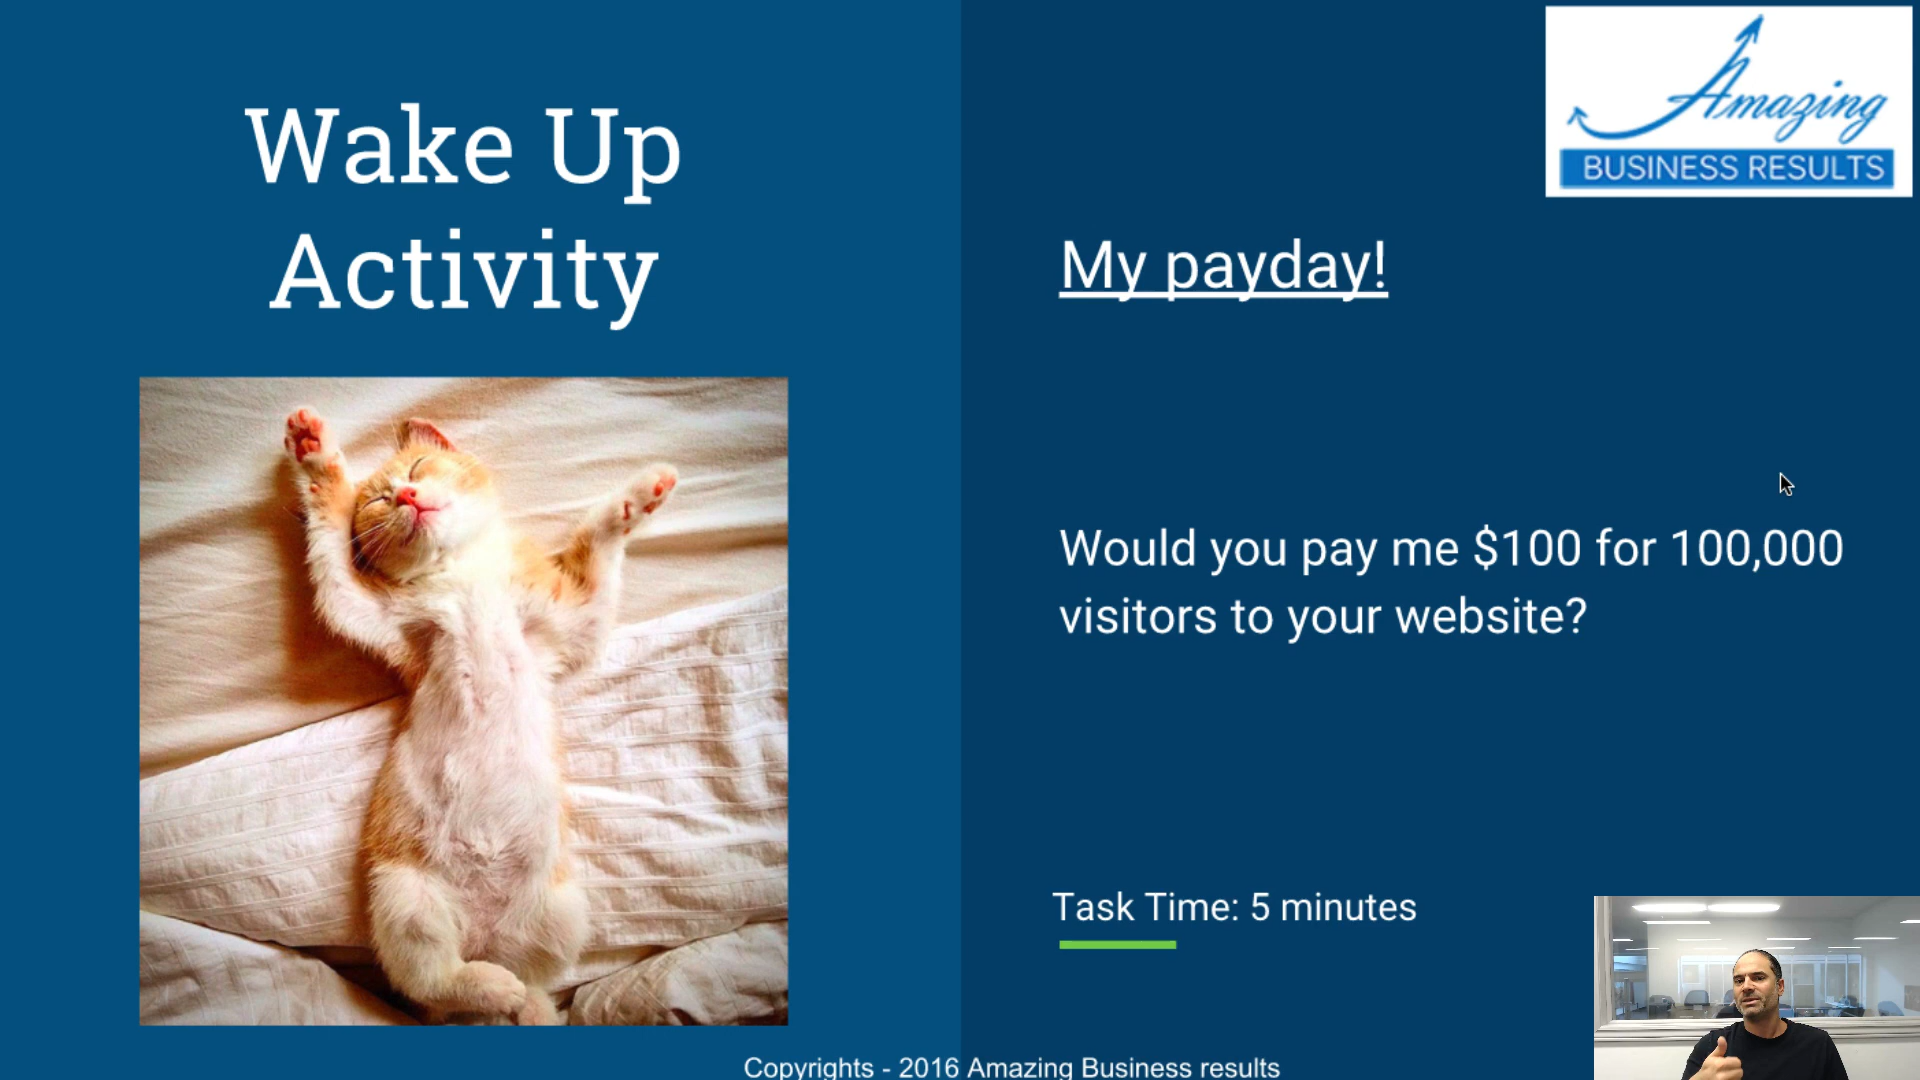 Wake Up
Activity
Amazing
BUSINESS RESULTS
My payday!
Would you pay me $100 for 100,000
visitors to your website?
Task Time: 5 minutes
Copyrights - 2016 Amazing Business results